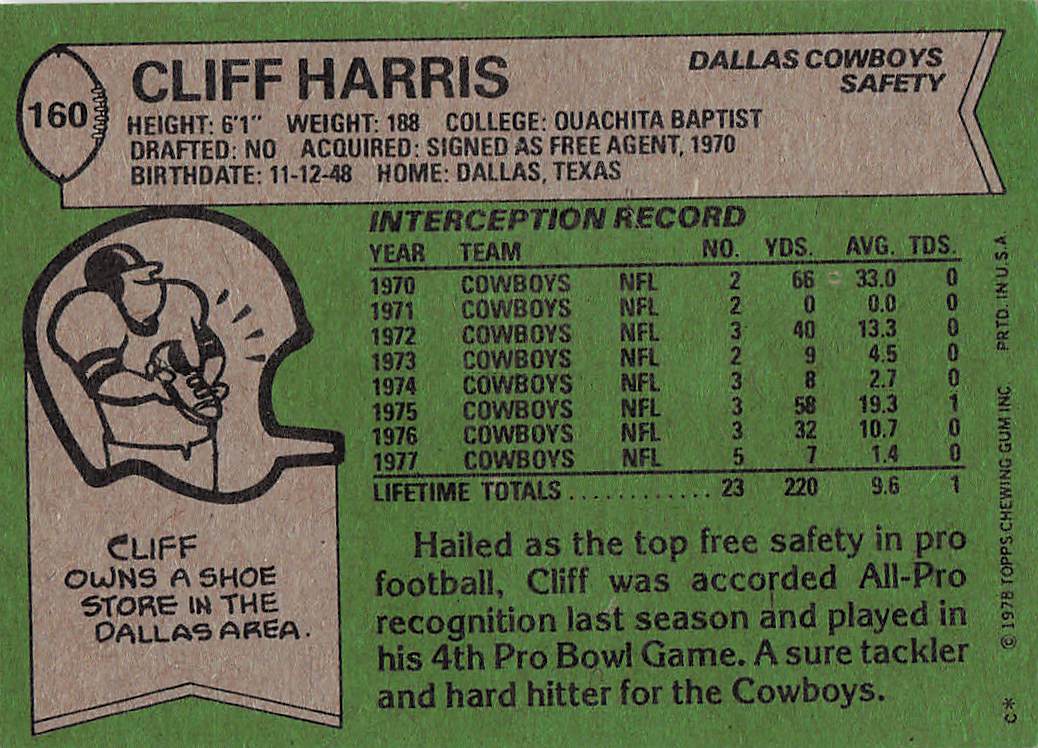 160
CLIFF HARRIS
DALLAS COWBOYS
SAFETY
HEIGHT: 6'1" WEIGHT: 188 COLLEGE: OUACHITA BAPTIST
DRAFTED: NO ACQUIRED: SIGNED AS FREE AGENT, 1970
BIRTHDATE: 11-12-48 HOME: DALLAS, TEXAS
INTERCEPTION RECORD
YEAR TEAM NO. YDS. AVG. TDS.
1970 COWBOYS NFL 2 66 33.0 0
1971 COWBOYS NFL 2 0 0.0 0
1972 COWBOYS NFL 3 40 13.3 0
1973 COWBOYS NFL 2 9 4.5 0
1974 COWBOYS NFL 3 8 2.7 0
1975 COWBOYS NFL 3 58 19.3 1
1976 COWBOYS NFL 3 32 10.7 0
1977 COWBOYS NFL 5 7 1.4 0
LIFETIME TOTALS ............ 23 220 9.6 1
CLIFF
OWNS A SHOE
STORE IN THE
DALLAS AREA.
Hailed as the top free safety in pro
football, Cliff was accorded All-Pro
recognition last season and played in
his 4th Pro Bowl Game. A sure tackler
and hard hitter for the Cowboys.
C* © 1978 TOPPS CHEWING GUM INC. PRTD. IN U.S.A.